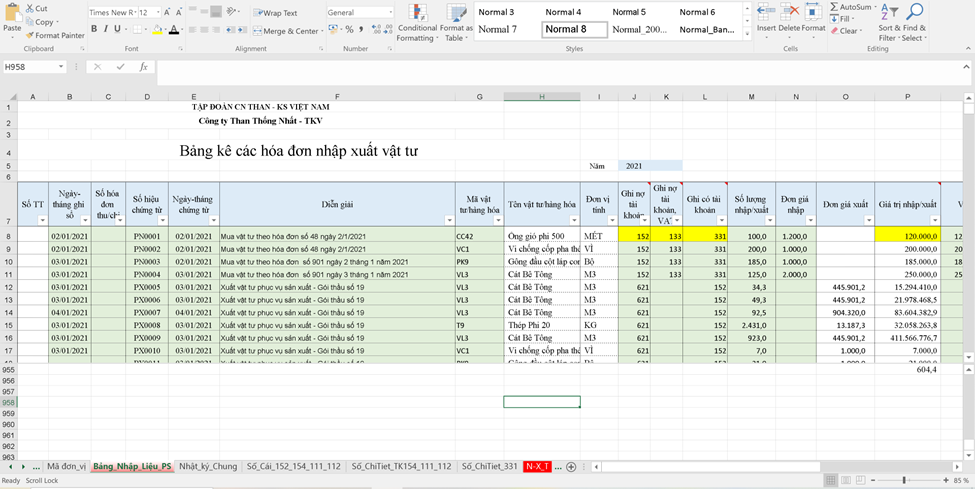 Cut
Copy
Format Painter
Paste
Clipboard
Times New R
12
B I U
Font
Wrap Text
Merge & Center
Alignment
General
Number
Conditional Formatting
Format as Table
Normal 3 Normal 4 Normal 5 Normal 6
Normal 7 Normal 8 Normal_200... Normal_Ban...
Styles
Insert Delete Format
Cells
AutoSum
Fill
Clear
Sort & Filter
Find & Select
Editing
H958
fx
A B C D E F G H I J K L M N O P
1 TẬP ĐOÀN CN THAN - KS VIỆT NAM
2 Công ty Than Thống Nhất - TKV
3
4 Bảng kê các hóa đơn nhập xuất vật tư
5 Năm 2021
6
7 Số TT Ngày-tháng ghi sổ Số hóa đơn thu/chi Số hiệu chứng từ Ngày-tháng chứng từ Diễn giải Mã vật tư/hàng hóa Tên vật tư/hàng hóa Đơn vị tính Ghi nợ tài khoản Ghi nợ tài khoản, VA Ghi có tài khoản Số lượng nhập/xuất Đơn giá nhập Đơn giá xuất Giá trị nhập/xuất V
8 02/01/2021 PN0001 02/01/2021 Mua vật tư theo hóa đơn số 48 ngày 2/1/2021 CC42 Ống gió phi 500 MÉT 152 133 331 100,0 1.200,0 120.000,0 12
9 02/01/2021 PN0002 02/01/2021 Mua vật tư theo hóa đơn số 48 ngày 2/1/2021 VC1 Vì chống cốp pha thé VÌ 152 133 331 200,0 1.000,0 200.000,0 20
10 03/01/2021 PN0003 03/01/2021 Mua vật tư theo hóa đơn số 901 ngày 2 tháng 1 năm 2021 PK9 Gông đầu cột lắp con Bộ 152 133 331 185,0 1.000,0 185.000,0 18
11 03/01/2021 PN0004 03/01/2021 Mua vật tư theo hóa đơn số 901 ngày 3 tháng 1 năm 2021 VL3 Cát Bê Tông M3 152 133 331 125,0 2.000,0 250.000,0 25
12 03/01/2021 PX0005 03/01/2021 Xuất vật tư phục vụ sản xuất - Gói thầu số 19 VL3 Cát Bê Tông M3 621 152 34,3 445.901,2 15.294.410,0
13 03/01/2021 PX0006 03/01/2021 Xuất vật tư phục vụ sản xuất - Gói thầu số 19 VL3 Cát Bê Tông M3 621 152 49,3 445.901,2 21.978.468,5
14 04/01/2021 PX0007 04/01/2021 Xuất vật tư phục vụ sản xuất - Gói thầu số 19 VL3 Cát Bê Tông M3 621 152 92,5 904.320,0 83.604.382,9
15 03/01/2021 PX0008 03/01/2021 Xuất vật tư phục vụ sản xuất - Gói thầu số 19 T9 Thép Phi 20 KG 621 152 2.431,0 13.187,3 32.058.263,8
16 03/01/2021 PX0009 03/01/2021 Xuất vật tư phục vụ sản xuất - Gói thầu số 19 VL3 Cát Bê Tông M3 621 152 923,0 445.901,2 411.566.776,7
17 03/01/2021 PX0010 03/01/2021 Xuất vật tư phục vụ sản xuất - Gói thầu số 19 VC1 Vì chống cốp pha thé VÌ 621 152 7,0 1.000,0 7.000,0
955 604,4
956
957
958
959
960
961
962
963
... Mã đơn_vị Bảng_Nhập_Liệu_PS Nhật_ký_Chung Sổ_Cái_152_154_111_112 Sổ_ChiTiet_TK154_111_112 Sổ_ChiTiet_331 N-X_T ...
Ready Scroll Lock 85 %